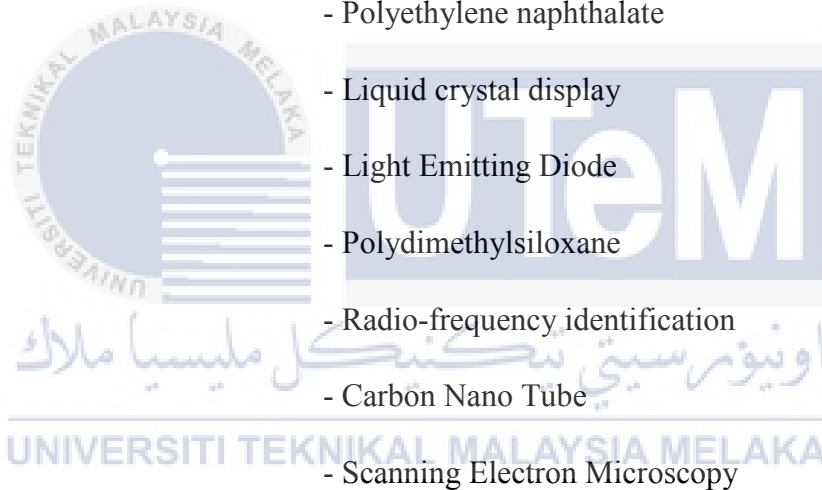 - Polyethylene naphthalate
- Liquid crystal display
- Light Emitting Diode
- Polydimethylsiloxane
- Radio-frequency identification
- Carbon Nano Tube
- Scanning Electron Microscopy
UNIVERSITI TEKNIKAL MALAYSIA MELAKA
UTeM
اونيۏرسيتي تيكنيكل مليسيا ملاك
UNIVERSITI TEKNIKAL MALAYSIA MELAKA